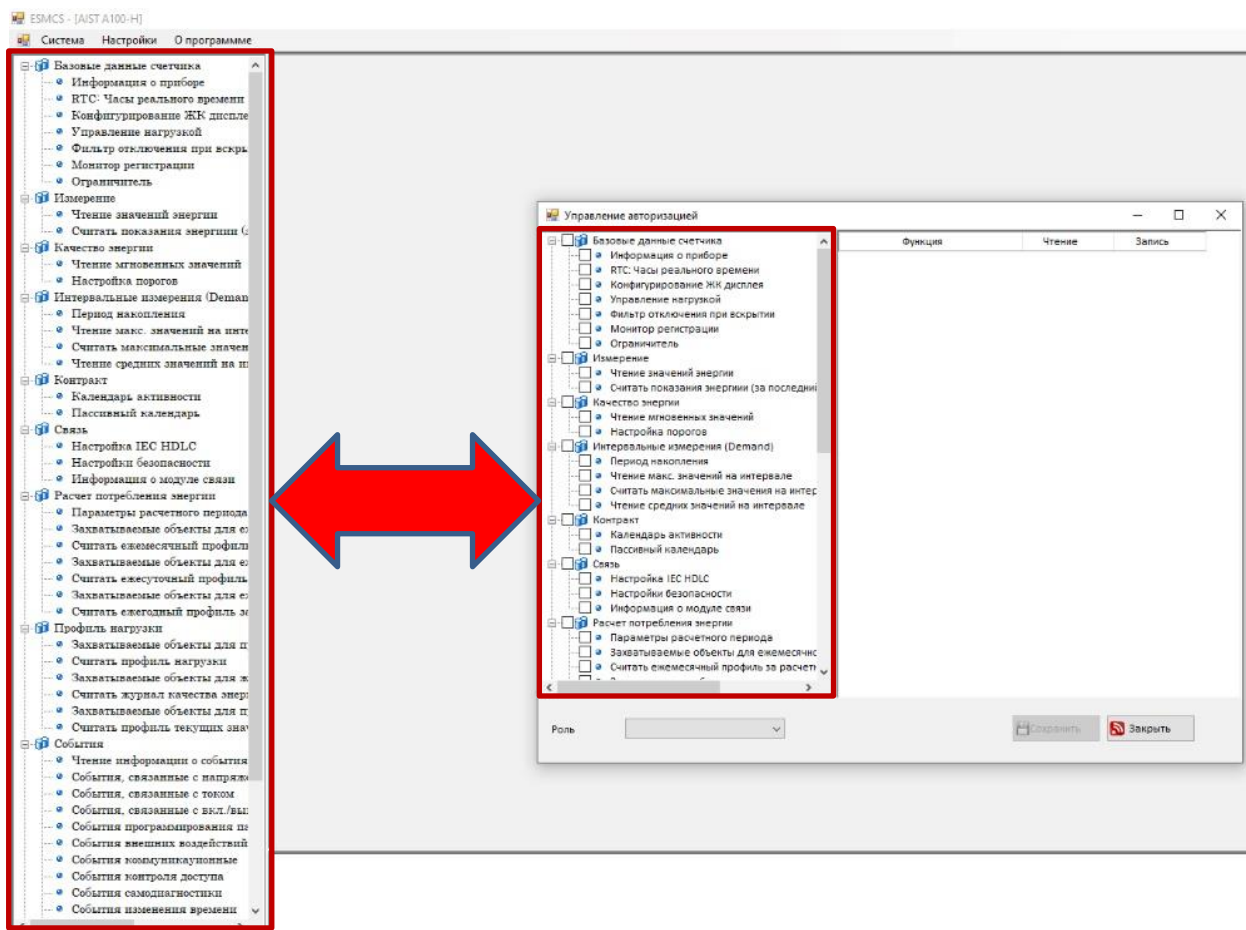 ESMCS - [AIST A100-H]
Система Настройки О программме
Базовые данные счетчика
Информация о приборе
RTC: Часы реального времени
Конфигурирование ЖК диспле
Управление нагрузкой
Фильтр отключения при вскры
Монитор регистрации
Ограничитель
Измерение
Чтение значений энергии
Считать показания энергиии (з
Качество энергии
Чтение мгновенных значений
Настройка порогов
Интервальные измерения (Deman
Период накопления
Чтение макс. значений на инте
Считать максимальные значен
Чтение средних значений на и
Контракт
Календарь активности
Пассивный календарь
Связь
Настройка IEC HDLC
Настройки безопасности
Информация о модуле связи
Расчет потребления энергии
Параметры расчетного периода
Захватываемые объекты для е
Считать ежемесячный профил
Захватываемые объекты для е
Считать ежесуточный профиль
Захватываемые объекты для е
Считать ежегодный профиль за
Профиль нагрузки
Захватываемые объекты для п
Считать профиль нагрузки
Захватываемые объекты для ж
Считать журнал качества энер
Захватываемые объекты для п
Считать профиль текущих знач
События
Чтение информации о события
События, связанные с напряж
События, связанные с током
События, связанные с вкл./вы
События программирования па
События внешних воздействий
События коммуникауионные
События контроля доступа
События самодиагностики
События изменения времени
Управление авторизацией
Базовые данные счетчика
Информация о приборе
RTC: Часы реального времени
Конфигурирование ЖК дисплея
Управление нагрузкой
Фильтр отключения при вскрытии
Монитор регистрации
Ограничитель
Измерение
Чтение значений энергии
Считать показания энергиии (за последний
Качество энергии
Чтение мгновенных значений
Настройка порогов
Интервальные измерения (Demand)
Период накопления
Чтение макс. значений на интервале
Считать максимальные значения на интер
Чтение средних значений на интервале
Контракт
Календарь активности
Пассивный календарь
Связь
Настройка IEC HDLC
Настройки безопасности
Информация о модуле связи
Расчет потребления энергии
Параметры расчетного периода
Захватываемые объекты для ежемесячнс
Считать ежемесячный профиль за расчет
Функция Чтение Запись
Роль
Сохранить Закрыть